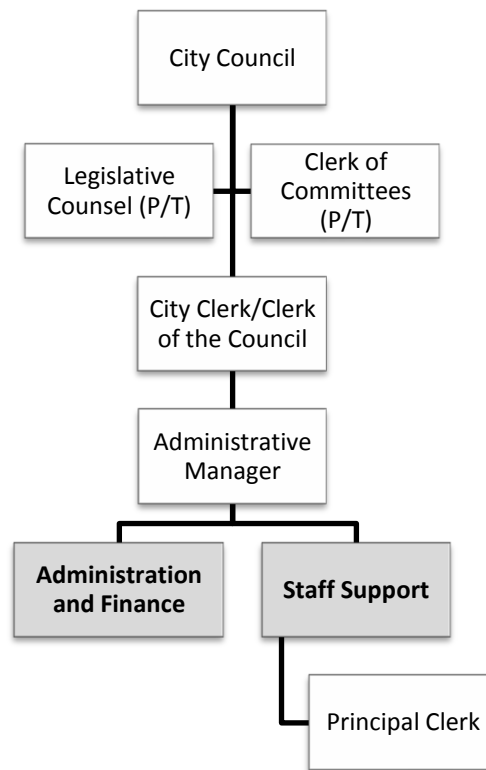 City Council
Legislative
Counsel (P/T)
Clerk of
Committees
(P/T)
City Clerk/Clerk
of the Council
Administrative
Manager
Administration
and Finance
Staff Support
Principal Clerk